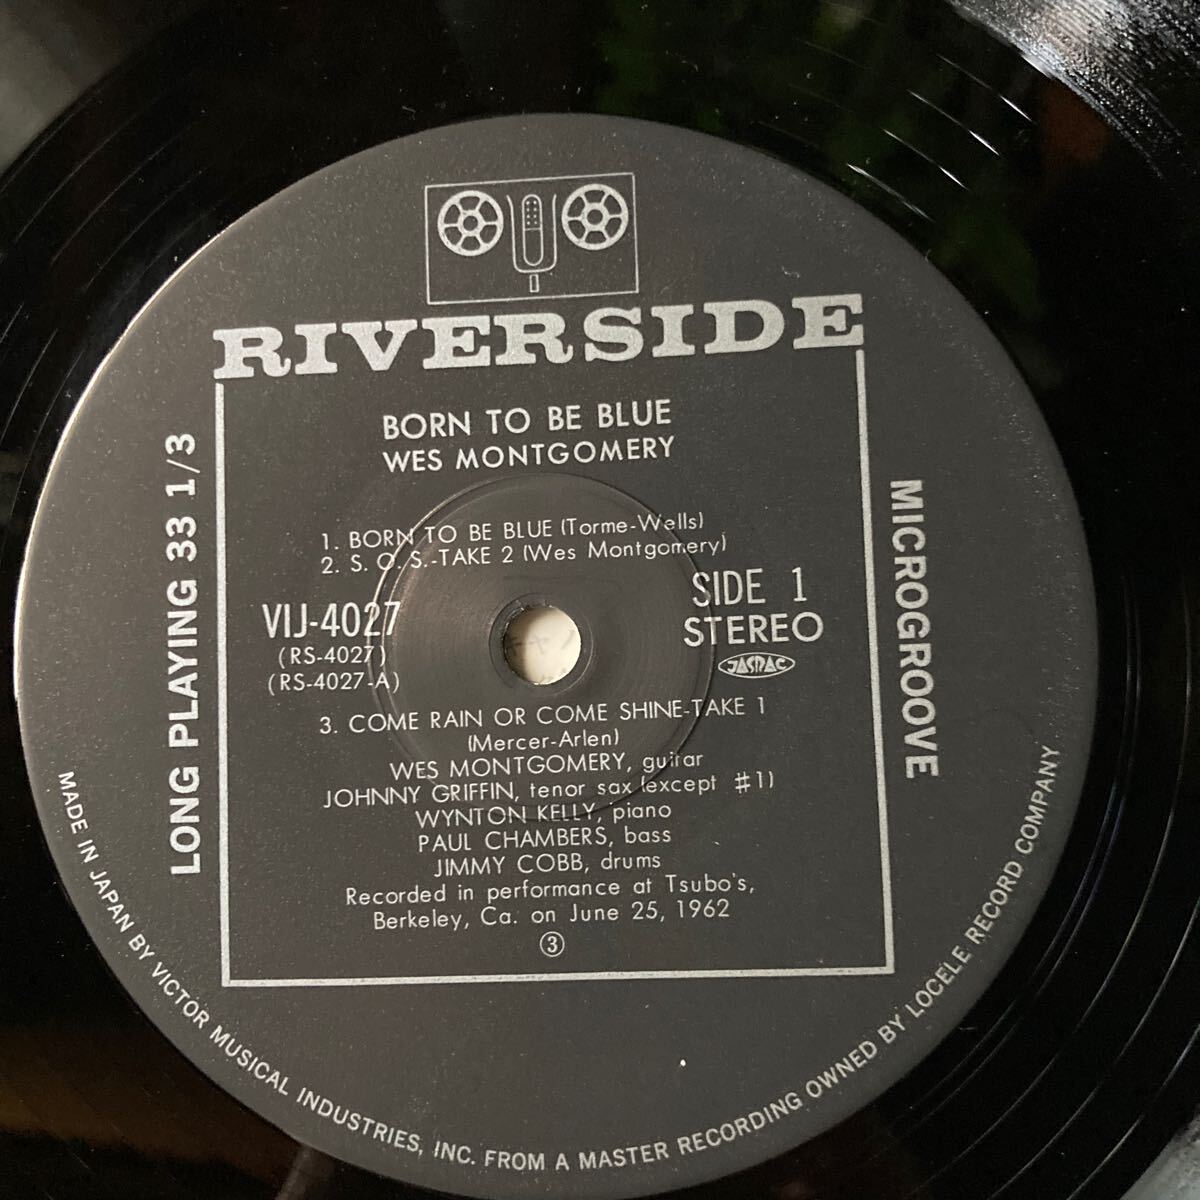 RIVERSIDE
BORN TO BE BLUE
WES MONTGOMERY
1. BORN TO BE BLUE (Torme-Wells)
2. S. O. S.-TAKE 2 (Wes Montgomery)
VIJ-4027
(RS-4027)
(RS-4027-A)
SIDE 1
STEREO
JASRAC
3. COME RAIN OR COME SHINE-TAKE 1
(Mercer-Arlen)
WES MONTGOMERY, guitar
JOHNNY GRIFFIN, tenor sax (except #1)
WYNTON KELLY, piano
PAUL CHAMBERS, bass
JIMMY COBB, drums
Recorded in performance at Tsubo's,
Berkeley, Ca. on June 25, 1962
③
LONG PLAYING 33 1/3
MICROGROOVE
MADE IN JAPAN BY VICTOR MUSICAL INDUSTRIES, INC. FROM A MASTER RECORDING OWNED BY LOCELE RECORD COMPANY